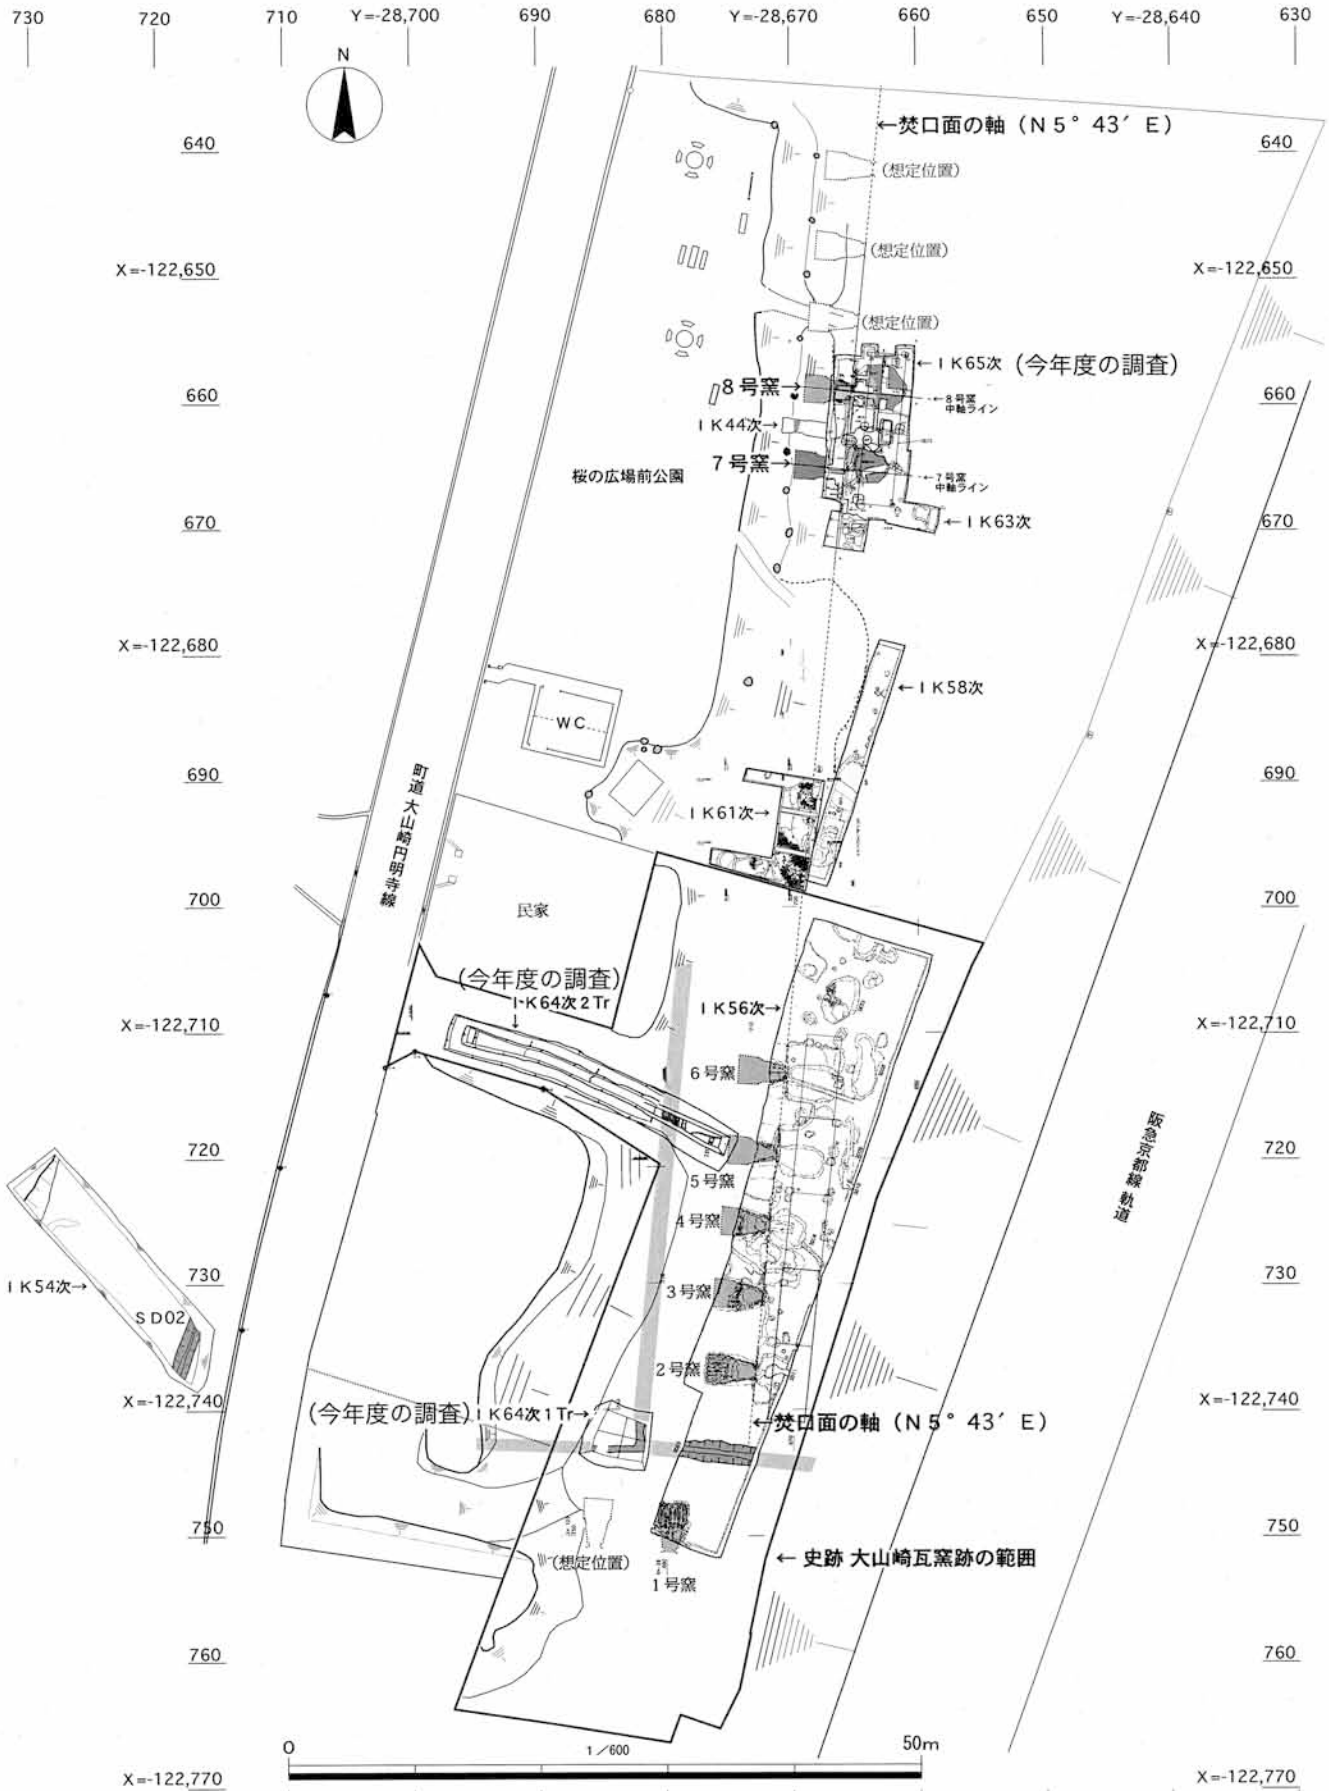 730
720
710
Y=-28,700
690
680
Y=-28,670
660
650
Y=-28,640
630
N
←焚口面の軸（N 5° 43′ E）
640
640
(想定位置)
(想定位置)
X=-122,650
X=-122,650
(想定位置)
←ＩＫ65次 (今年度の調査)
8号窯→
660
660
←8号窯
中軸ライン
ＩＫ44次→
7号窯→
桜の広場前公園
←7号窯
中軸ライン
670
←ＩＫ63次
670
X=-122,680
X=-122,680
←ＩＫ58次
WC
690
690
町道 大山崎円明寺線
ＩＫ61次→
700
700
民家
(今年度の調査)
ＩＫ64次 2 Tr
ＩＫ56次→
X=-122,710
X=-122,710
6号窯
阪急京都線 軌道
720
720
5号窯
4号窯
730
730
ＩＫ54次→
3号窯
SD02
2号窯
X=-122,740
X=-122,740
(今年度の調査)
ＩＫ64次 1 Tr→
←焚口面の軸（N 5° 43′ E）
750
750
(想定位置)
← 史跡 大山崎瓦窯跡の範囲
1号窯
760
760
0
1／600
50m
X=-122,770
X=-122,770